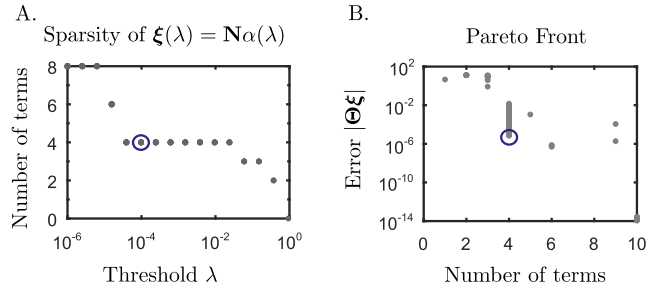 A.
Sparsity of ξ(λ) = Nα(λ)
Number of terms
8
6
4
2
0
10^-6
10^-4
10^-2
10^0
Threshold λ
B.
Pareto Front
Error |Θξ|
10^2
10^-2
10^-6
10^-10
10^-14
0
2
4
6
8
10
Number of terms